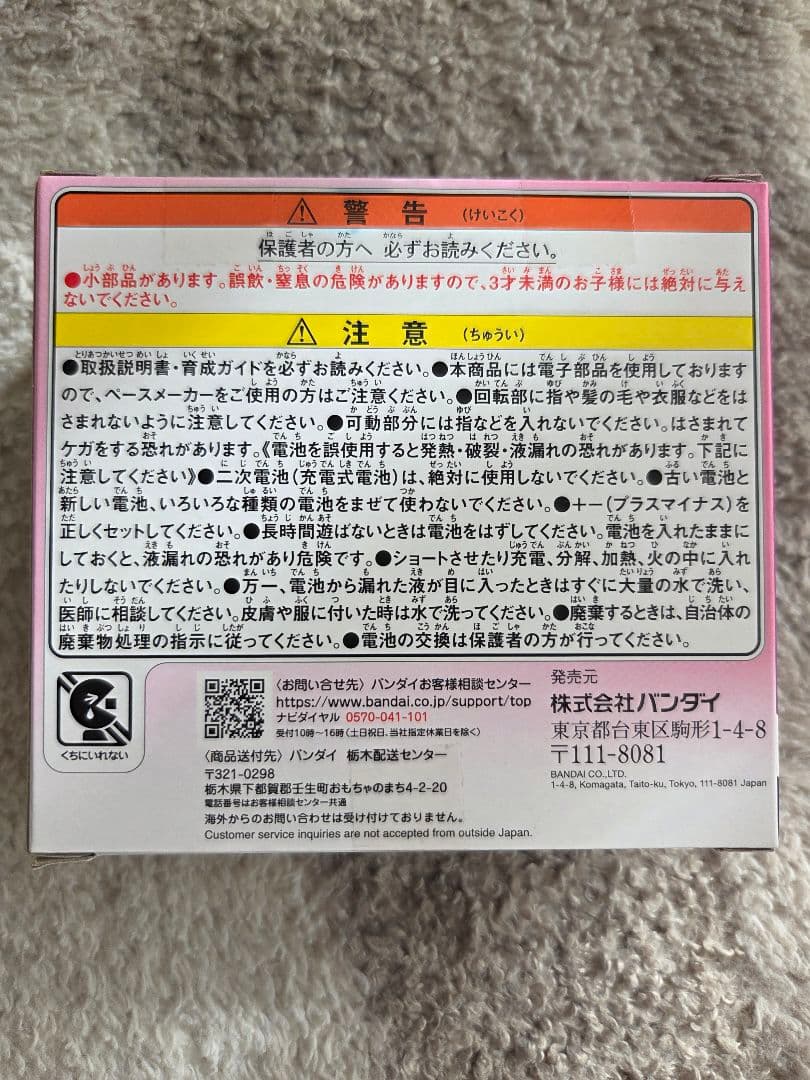 警告 (けいこく)
保護者の方へ 必ずお読みください。
●小部品があります。誤飲・窒息の危険がありますので、3才未満のお子様には絶対に与え
ないでください。
注意 (ちゅうい)
●取扱説明書・育成ガイドを必ずお読みください。●本商品には電子部品を使用しております
ので、ペースメーカーをご使用の方はご注意ください。●回転部に指や髪の毛や衣服などをは
さまれないように注意してください。●可動部分には指などを入れないでください。はさまれて
ケガをする恐れがあります。《電池を誤使用すると発熱・破裂・液漏れの恐れがあります。下記に
注意してください》●二次電池(充電式電池)は、絶対に使用しないでください。●古い電池と
新しい電池、いろいろな種類の電池をまぜて使わないでください。●+-(プラスマイナス)を
正しくセットしてください。●長時間遊ばないときは電池をはずしてください。電池を入れたままに
しておくと、液漏れの恐れがあり危険です。●ショートさせたり充電、分解、加熱、火の中に入れ
たりしないでください。●万一、電池から漏れた液が目に入ったときはすぐに大量の水で洗い、
医師に相談してください。皮膚や服に付いた時は水で洗ってください。●廃棄するときは、自治体の
廃棄物処理の指示に従ってください。●電池の交換は保護者の方が行ってください。
くちにいれない
〈お問い合せ先〉バンダイお客様相談センター
https://www.bandai.co.jp/support/top
ナビダイヤル 0570-041-101
受付10時～16時(土日祝日、当社指定休業日を除く)
〈商品送付先〉バンダイ 栃木配送センター
〒321-0298
栃木県下都賀郡壬生町おもちゃのまち4-2-20
電話番号はお客様相談センター共通
海外からのお問い合わせは受け付けておりません。
Customer service inquiries are not accepted from outside Japan.
発売元
株式会社バンダイ
東京都台東区駒形1-4-8
〒111-8081
BANDAI CO.,LTD.
1-4-8, Komagata, Taito-ku, Tokyo, 111-8081 Japan